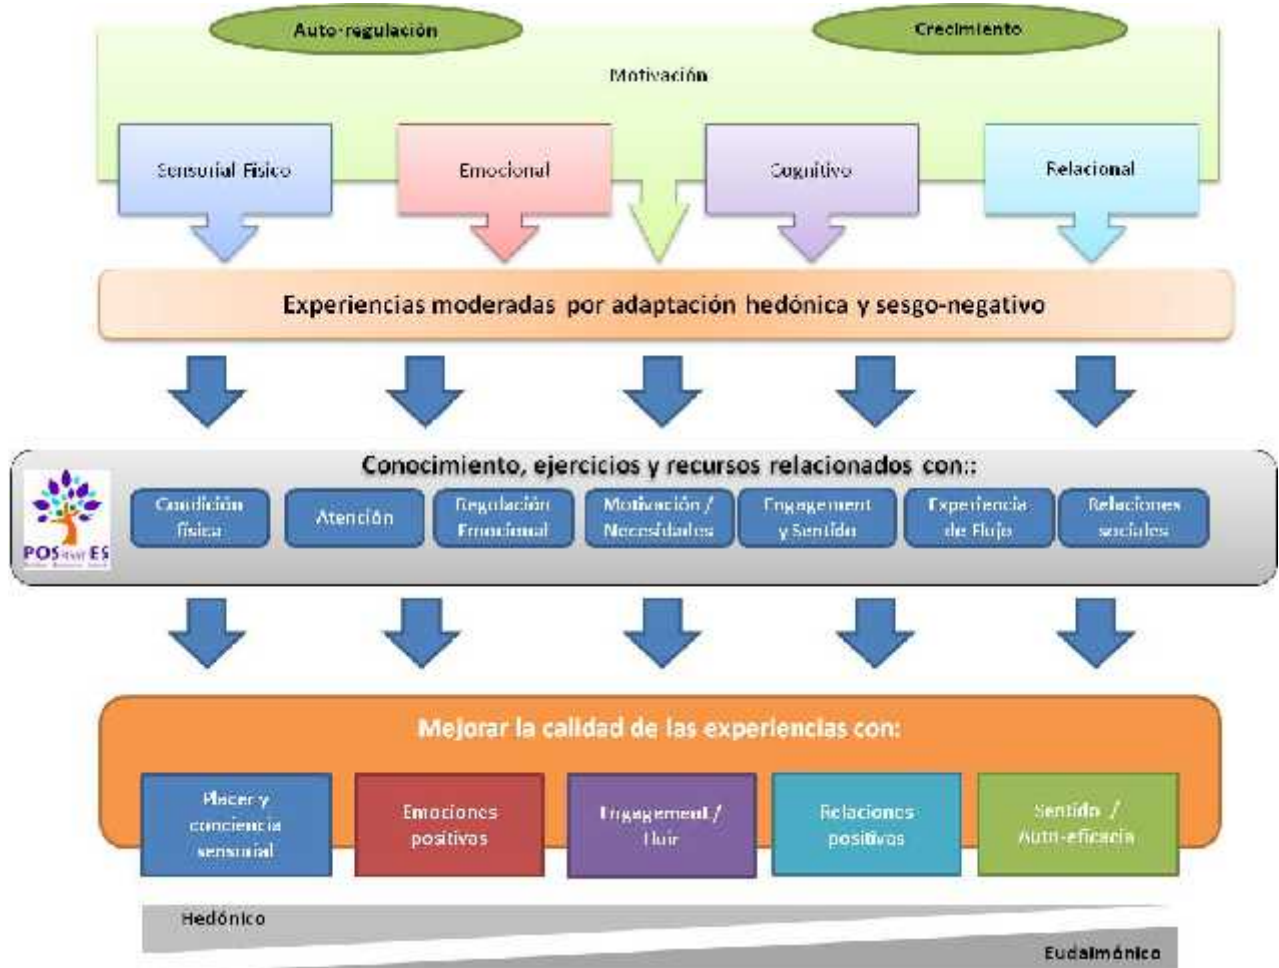 Auto-regulación
Crecimiento
Motivación
Sensorial Físico
Emocional
Cognitivo
Relacional
Experiencias moderadas por adaptación hedónica y sesgo-negativo
Conocimiento, ejercicios y recursos relacionados con::
Condición
física
Atención
Regulación
Emocional
Motivación /
Necesidades
Engagement
y Sentido
Experiencia
de Flujo
Relaciones
sociales
Mejorar la calidad de las experiencias con:
Placer y
conciencia
sensorial
Emociones
positivas
Engagement /
Fluir
Relaciones
positivas
Sentido /
Auto-eficacia
Hedónico
Eudaimónico